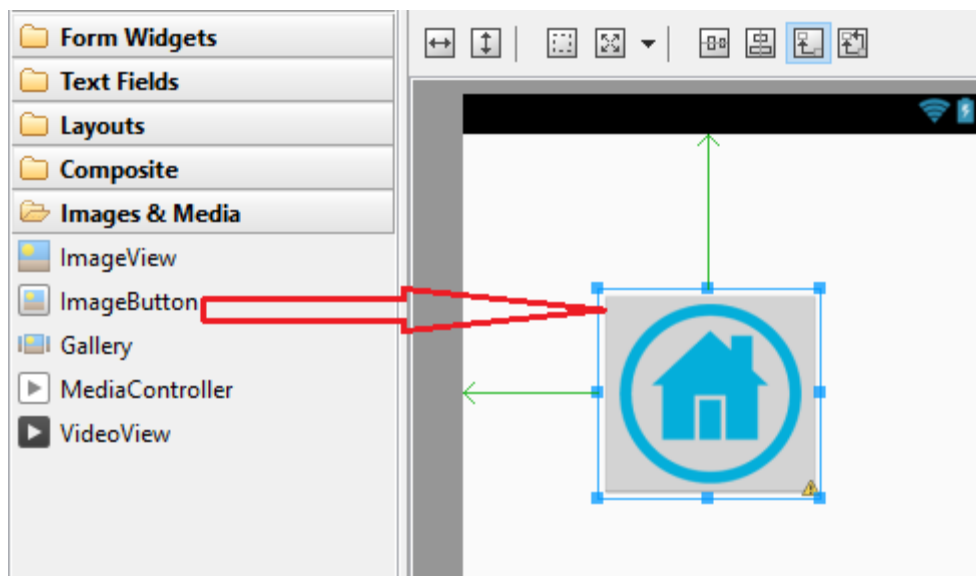 Form Widgets
Text Fields
Layouts
Composite
Images & Media
ImageView
ImageButton
Gallery
MediaController
VideoView